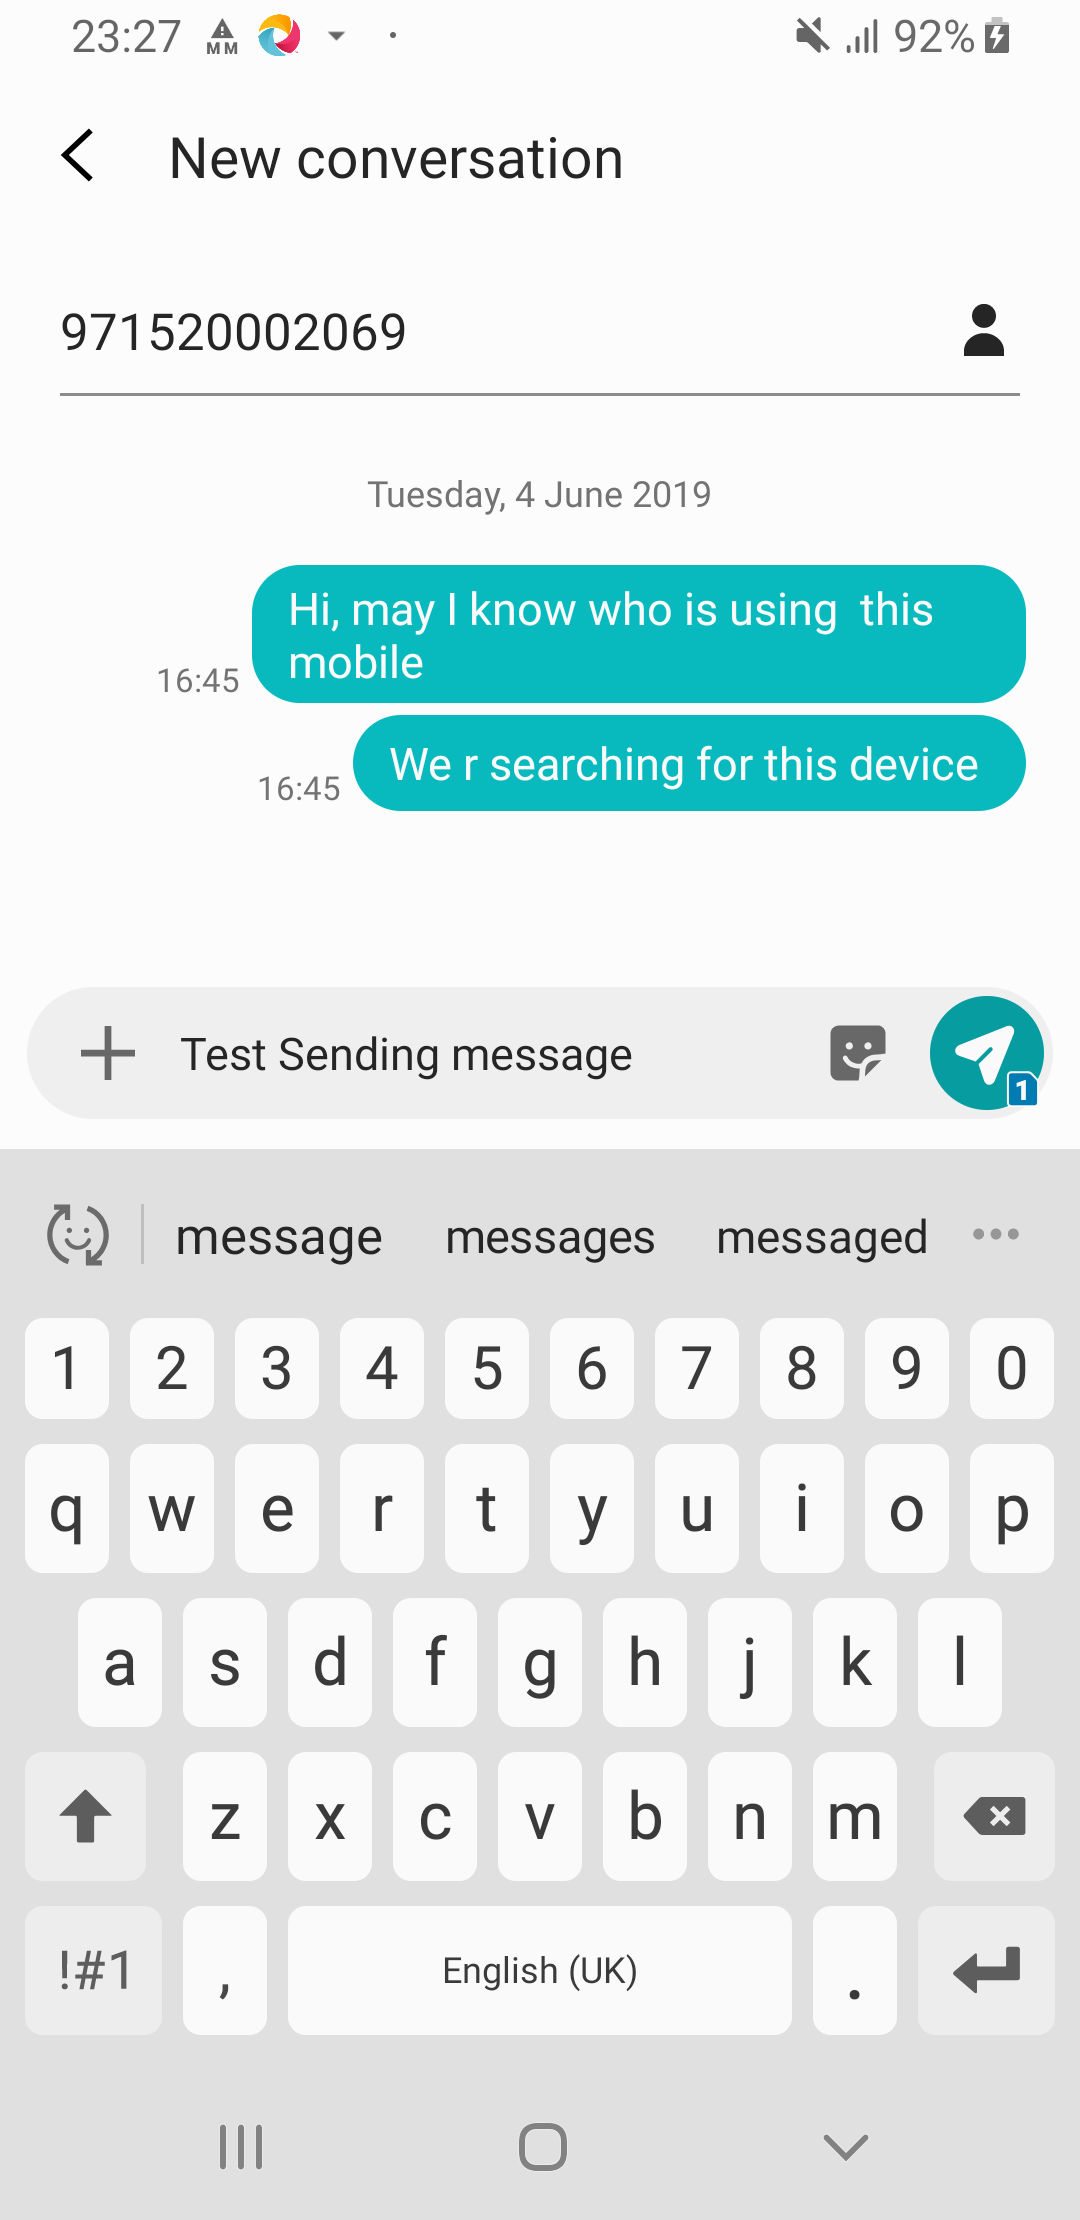 23:27 MM 92%
New conversation
971520002069
Tuesday, 4 June 2019
Hi, may I know who is using  this
mobile
16:45
We r searching for this device
16:45
Test Sending message
1
message messages messaged
1 2 3 4 5 6 7 8 9 0
q w e r t y u i o p
a s d f g h j k l
z x c v b n m
!#1 , English (UK) .